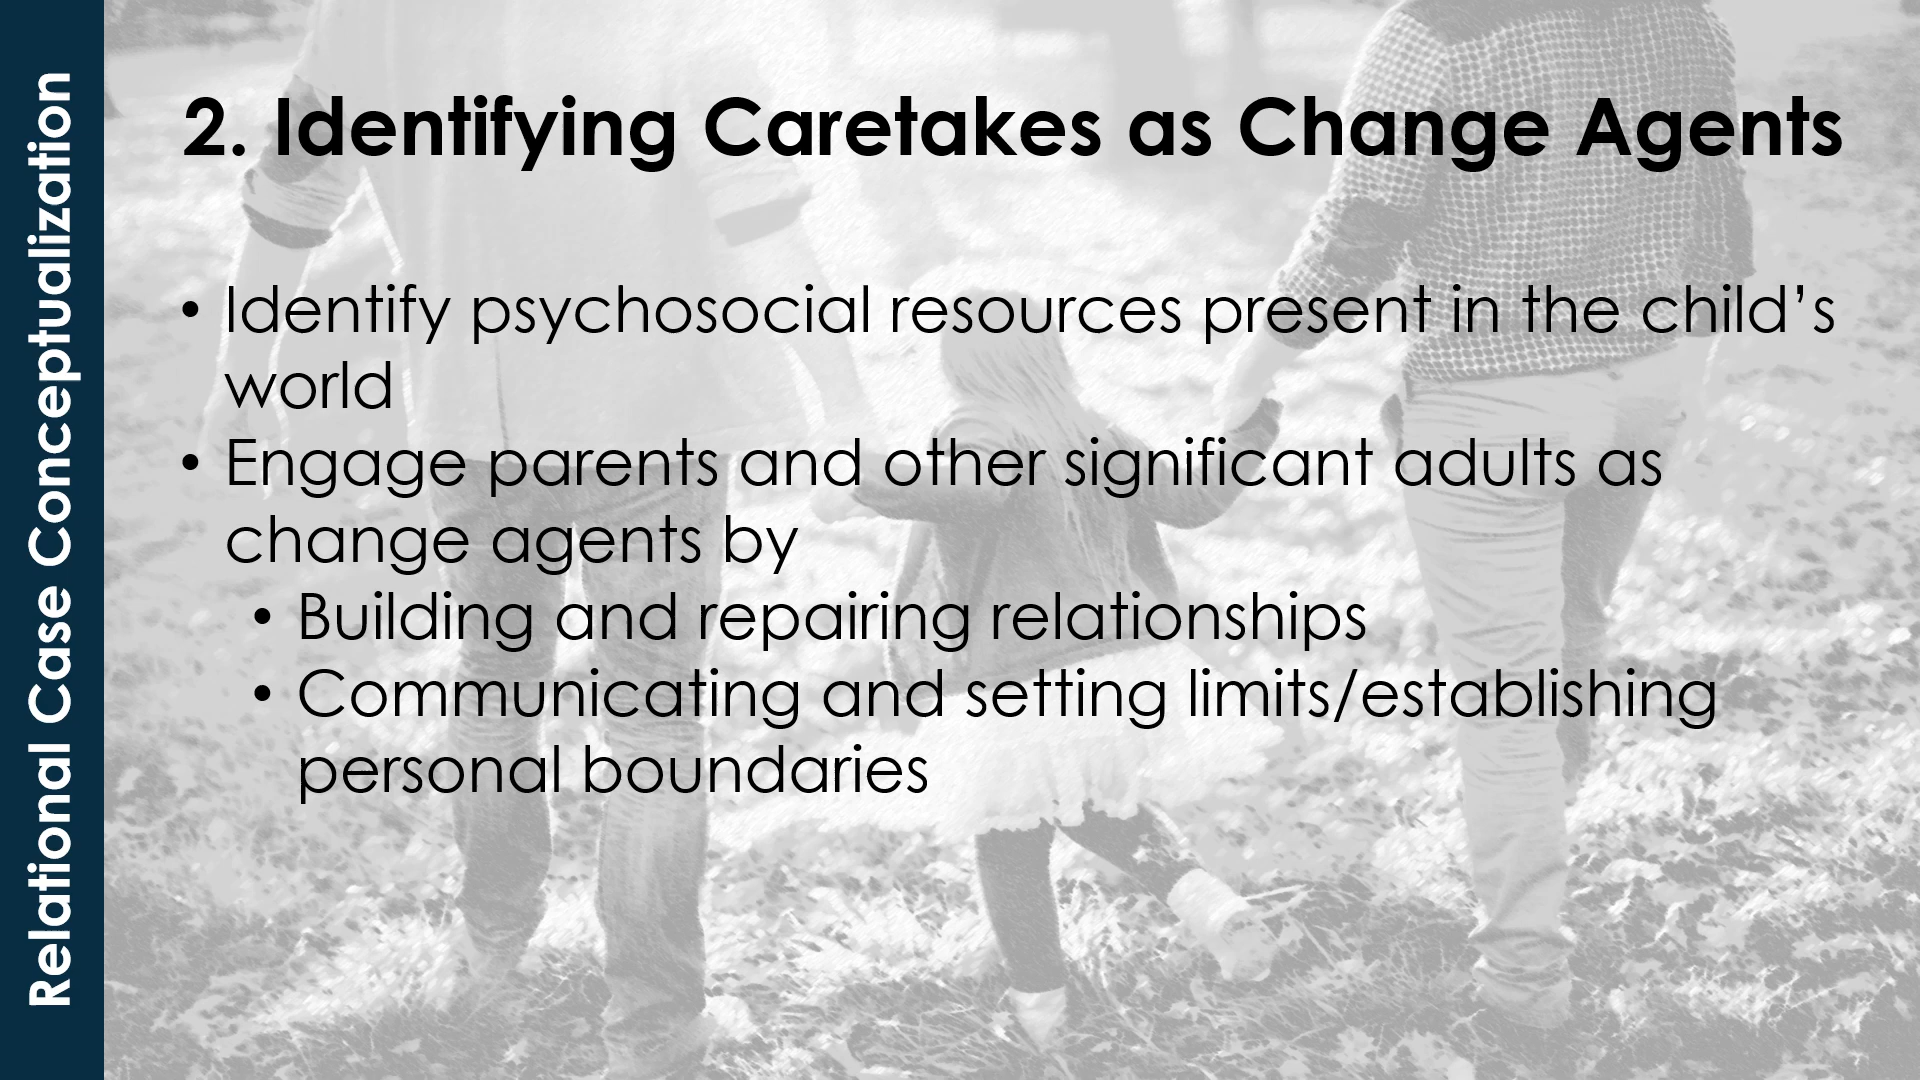 Relational Case Conceptualization
2. Identifying Caretakes as Change Agents
• Identify psychosocial resources present in the child’s
world
• Engage parents and other significant adults as
change agents by
• Building and repairing relationships
• Communicating and setting limits/establishing
personal boundaries